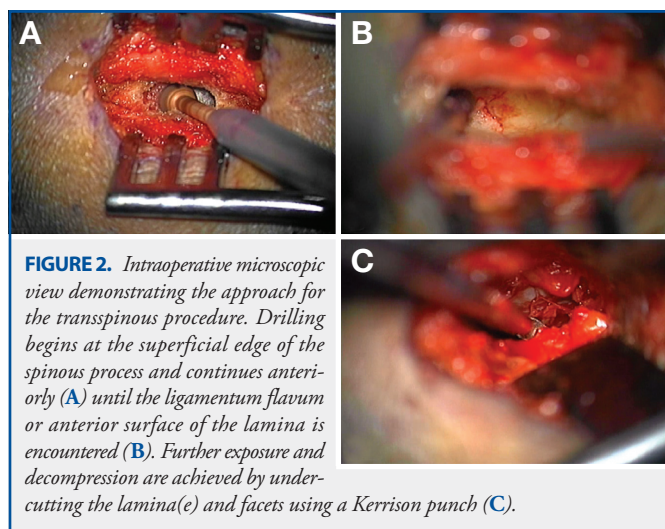 A
B
C
FIGURE 2. Intraoperative microscopic
view demonstrating the approach for
the transspinous procedure. Drilling
begins at the superficial edge of the
spinous process and continues anteri-
orly (A) until the ligamentum flavum
or anterior surface of the lamina is
encountered (B). Further exposure and
decompression are achieved by under-
cutting the lamina(e) and facets using a Kerrison punch (C).